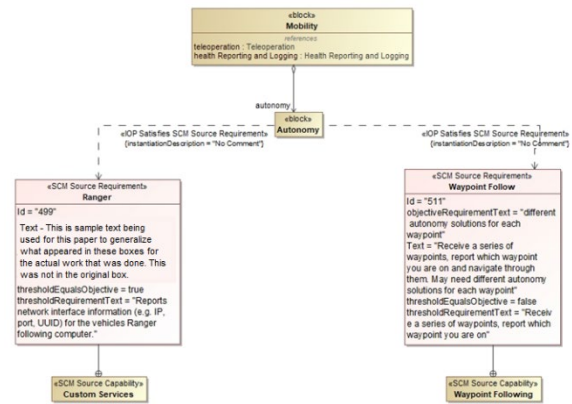 «block»
Mobility
references
teleoperation : Teleoperation
health Reporting and Logging : Health Reporting and Logging
autonomy
«block»
Autonomy
«IOP Satisfies SCM Source Requirement»
{instantiationDescription = "No Comment"}
«IOP Satisfies SCM Source Requirement»
{instantiationDescription = "No Comment"}
«SCM Source Requirement»
Ranger
Id = "499"
Text - This is sample text being
used for this paper to generalize
what appeared in these boxes for
the actual work that was done. This
was not in the original box.
thresholdEqualsObjective = true
thresholdRequirementText = "Reports
network interface information (e.g. IP,
port, UUID) for the vehicles Ranger
following computer."
«SCM Source Capability»
Custom Services
«SCM Source Requirement»
Waypoint Follow
Id = "511"
objectiveRequirementText = "different
autonomy solutions for each
waypoint"
Text = "Receive a series of
waypoints, report which waypoint
you are on and navigate through
them. May need different autonomy
solutions for each waypoint"
thresholdEqualsObjective = false
thresholdRequirementText = "Receiv
e a series of waypoints, report which
waypoint you are on"
«SCM Source Capability»
Waypoint Following